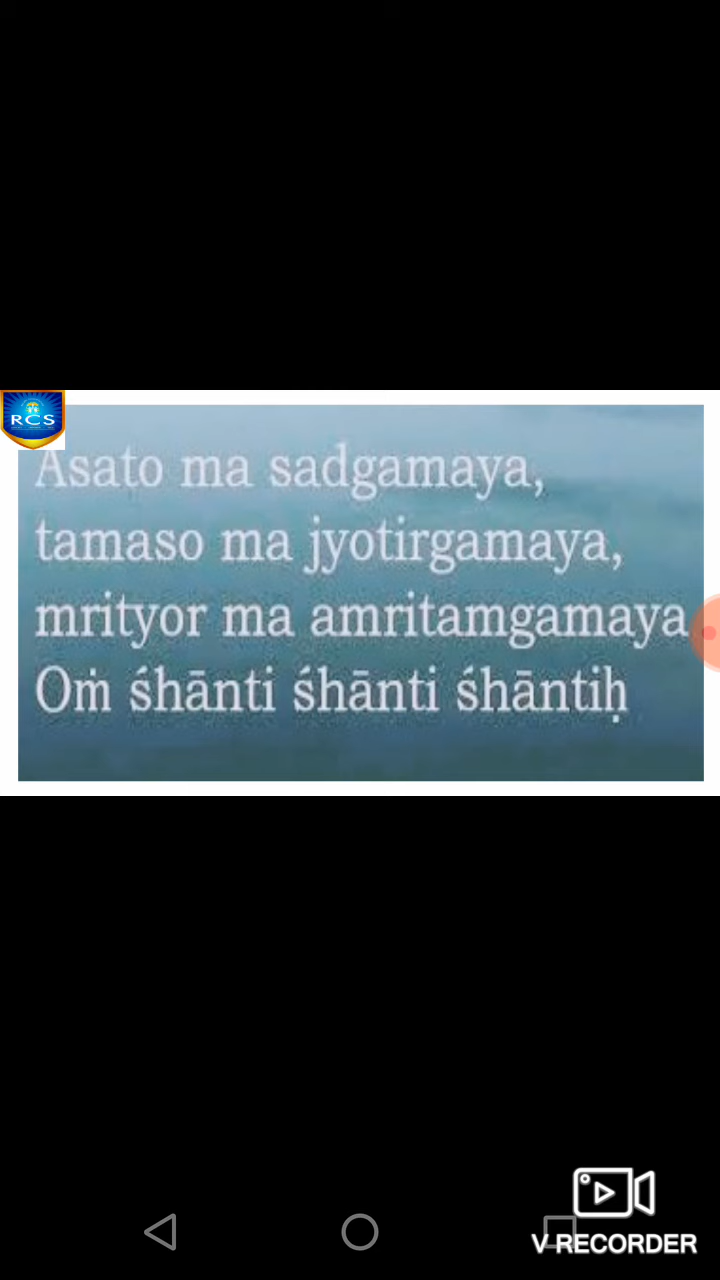 RCS
Asato ma sadgamaya,
tamaso ma jyotirgamaya,
mrityor ma amritamgamaya
Oṁ śhānti śhānti śhāntiḥ
V RECORDER